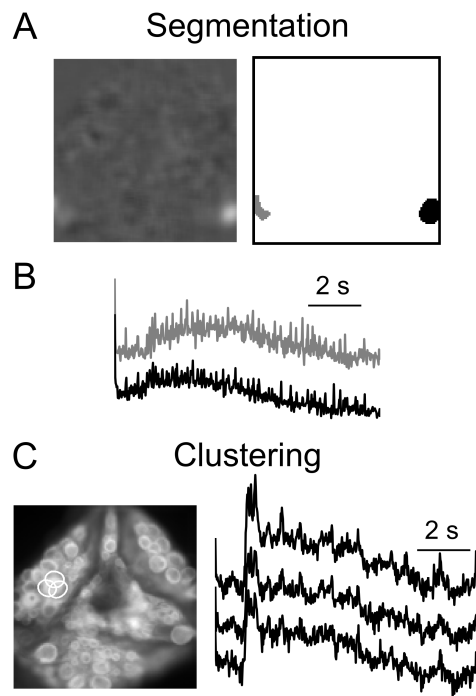 A
Segmentation
B
2 s
C
Clustering
2 s